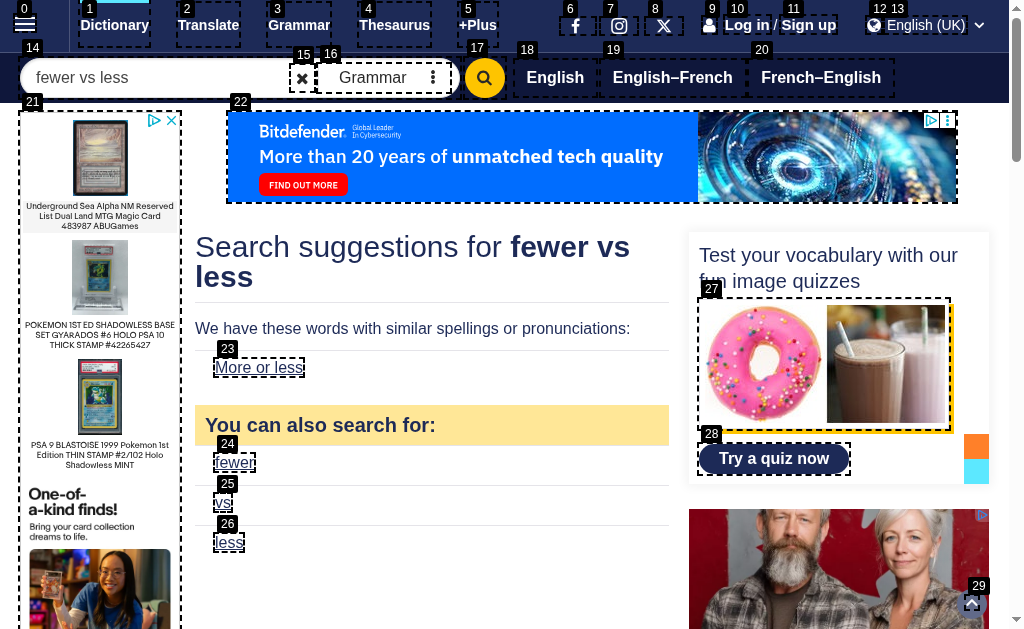 0 1 2 3 4 5 6 7 8 9 10 11 12 13
Dictionary Translate Grammar Thesaurus +Plus Log in / Sign up English (UK)
14 15 16 17 18 19 20
fewer vs less Grammar English English–French French–English
21 22
Bitdefender Global Leader In Cybersecurity
More than 20 years of unmatched tech quality
FIND OUT MORE
Underground Sea Alpha NM Reserved
List Dual Land MTG Magic Card
483987 ABUGames
POKEMON 1ST ED SHADOWLESS BASE
SET GYARADOS #6 HOLO PSA 10
THICK STAMP #42265427
PSA 9 BLASTOISE 1999 Pokemon 1st
Edition THIN STAMP #2/102 Holo
Shadowless MINT
One-of-
a-kind finds!
Bring your card collection
dreams to life.
Search suggestions for fewer vs
less
We have these words with similar spellings or pronunciations:
23
More or less
You can also search for:
24
fewer
25
vs
26
less
Test your vocabulary with our
fun image quizzes
27
28
Try a quiz now
29